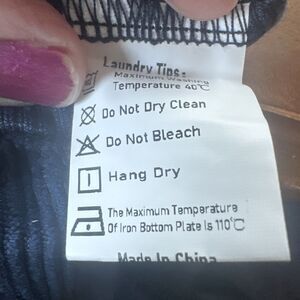 Laundry Tips:
Maximum Washing
Temperature 40℃
Do Not Dry Clean
Do Not Bleach
Hang Dry
The Maximum Temperature
Of Iron Bottom Plate Is 110℃
Made In China